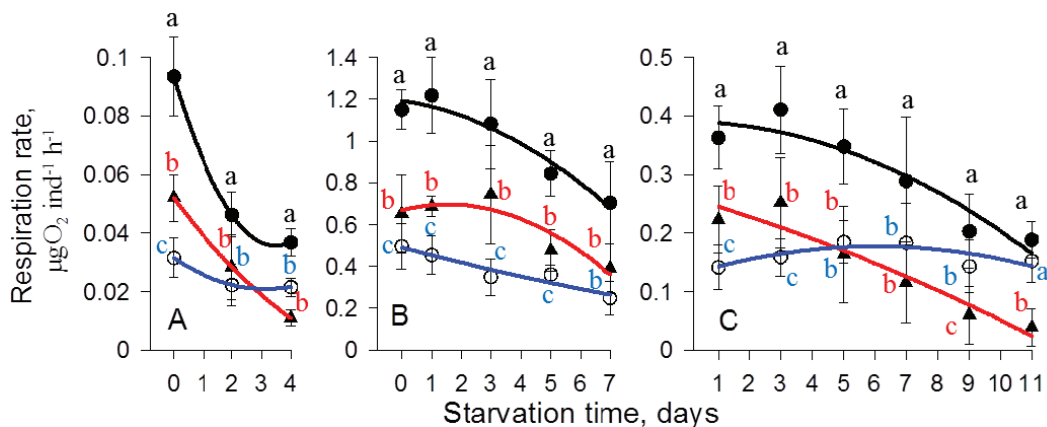 Respiration rate,
µgO₂ ind⁻¹ h⁻¹
0.1
0.08
0.06
0.04
0.02
0
a
a
a
b
b
b
c
b
b
A
0 1 2 3 4
1.4
1.2
1.0
0.8
0.6
0.4
0.2
0
a
a
a
a
a
b
b
b
b
b
c
c
c
c
b
B
0 1 2 3 4 5 6 7
0.5
0.4
0.3
0.2
0.1
0
a
a
a
a
a
a
b
b
b
b
c
b
c
c
b
b
b
a
C
1 2 3 4 5 6 7 8 9 10 11
Starvation time, days